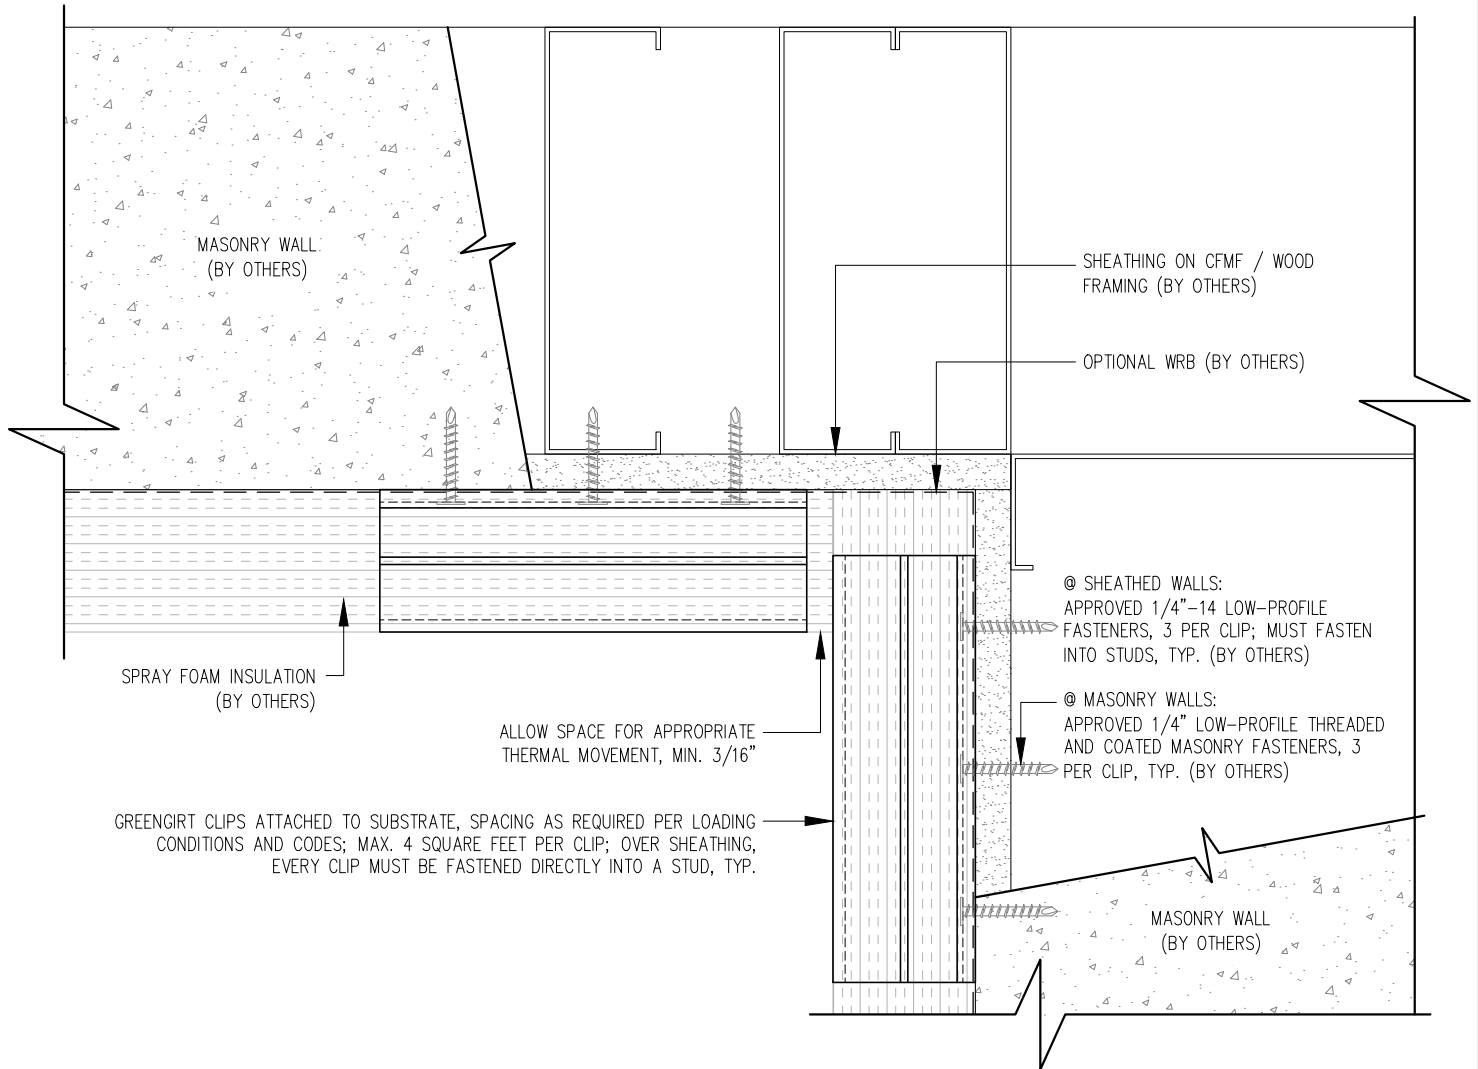 MASONRY WALL
(BY OTHERS)
SHEATHING ON CFMF / WOOD
FRAMING (BY OTHERS)
OPTIONAL WRB (BY OTHERS)
@ SHEATHED WALLS:
APPROVED 1/4"-14 LOW-PROFILE
FASTENERS, 3 PER CLIP; MUST FASTEN
INTO STUDS, TYP. (BY OTHERS)
SPRAY FOAM INSULATION
(BY OTHERS)
@ MASONRY WALLS:
APPROVED 1/4" LOW-PROFILE THREADED
AND COATED MASONRY FASTENERS, 3
PER CLIP, TYP. (BY OTHERS)
ALLOW SPACE FOR APPROPRIATE
THERMAL MOVEMENT, MIN. 3/16"
GREENGIRT CLIPS ATTACHED TO SUBSTRATE, SPACING AS REQUIRED PER LOADING
CONDITIONS AND CODES; MAX. 4 SQUARE FEET PER CLIP; OVER SHEATHING,
EVERY CLIP MUST BE FASTENED DIRECTLY INTO A STUD, TYP.
MASONRY WALL
(BY OTHERS)